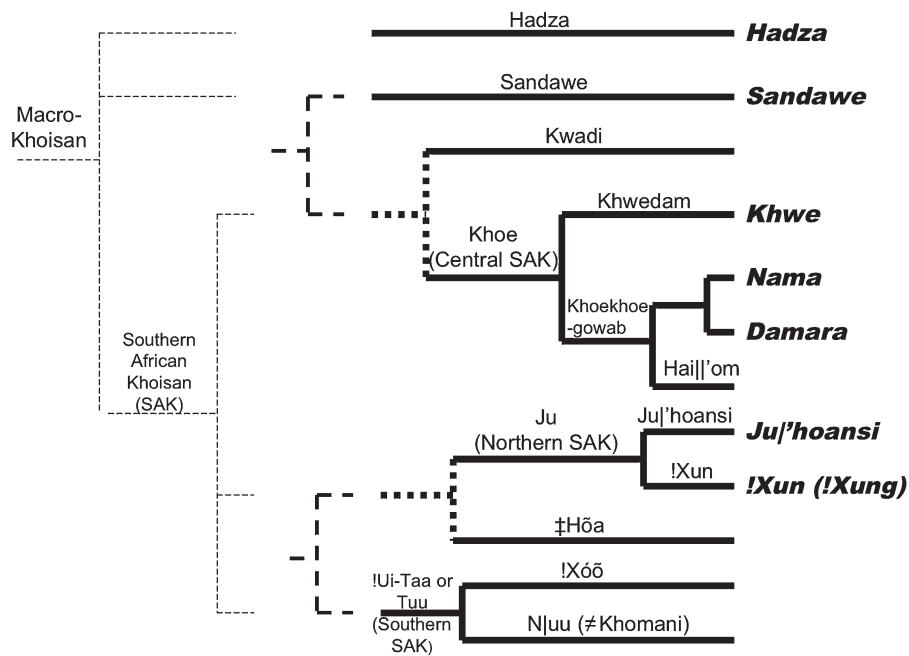 Hadza
Hadza
Sandawe
Sandawe
Macro-
Khoisan
Kwadi
Khwedam
Khwe
Khoe
(Central SAK)
Nama
Khoekhoe
-gowab
Damara
Hai||’om
Southern
African
Khoisan
(SAK)
Ju
(Northern SAK)
Ju|’hoansi
Ju|’hoansi
!Xun
!Xun (!Xung)
‡Hõa
!Xóõ
!Ui-Taa or
Tuu
(Southern
SAK)
N|uu (≠Khomani)